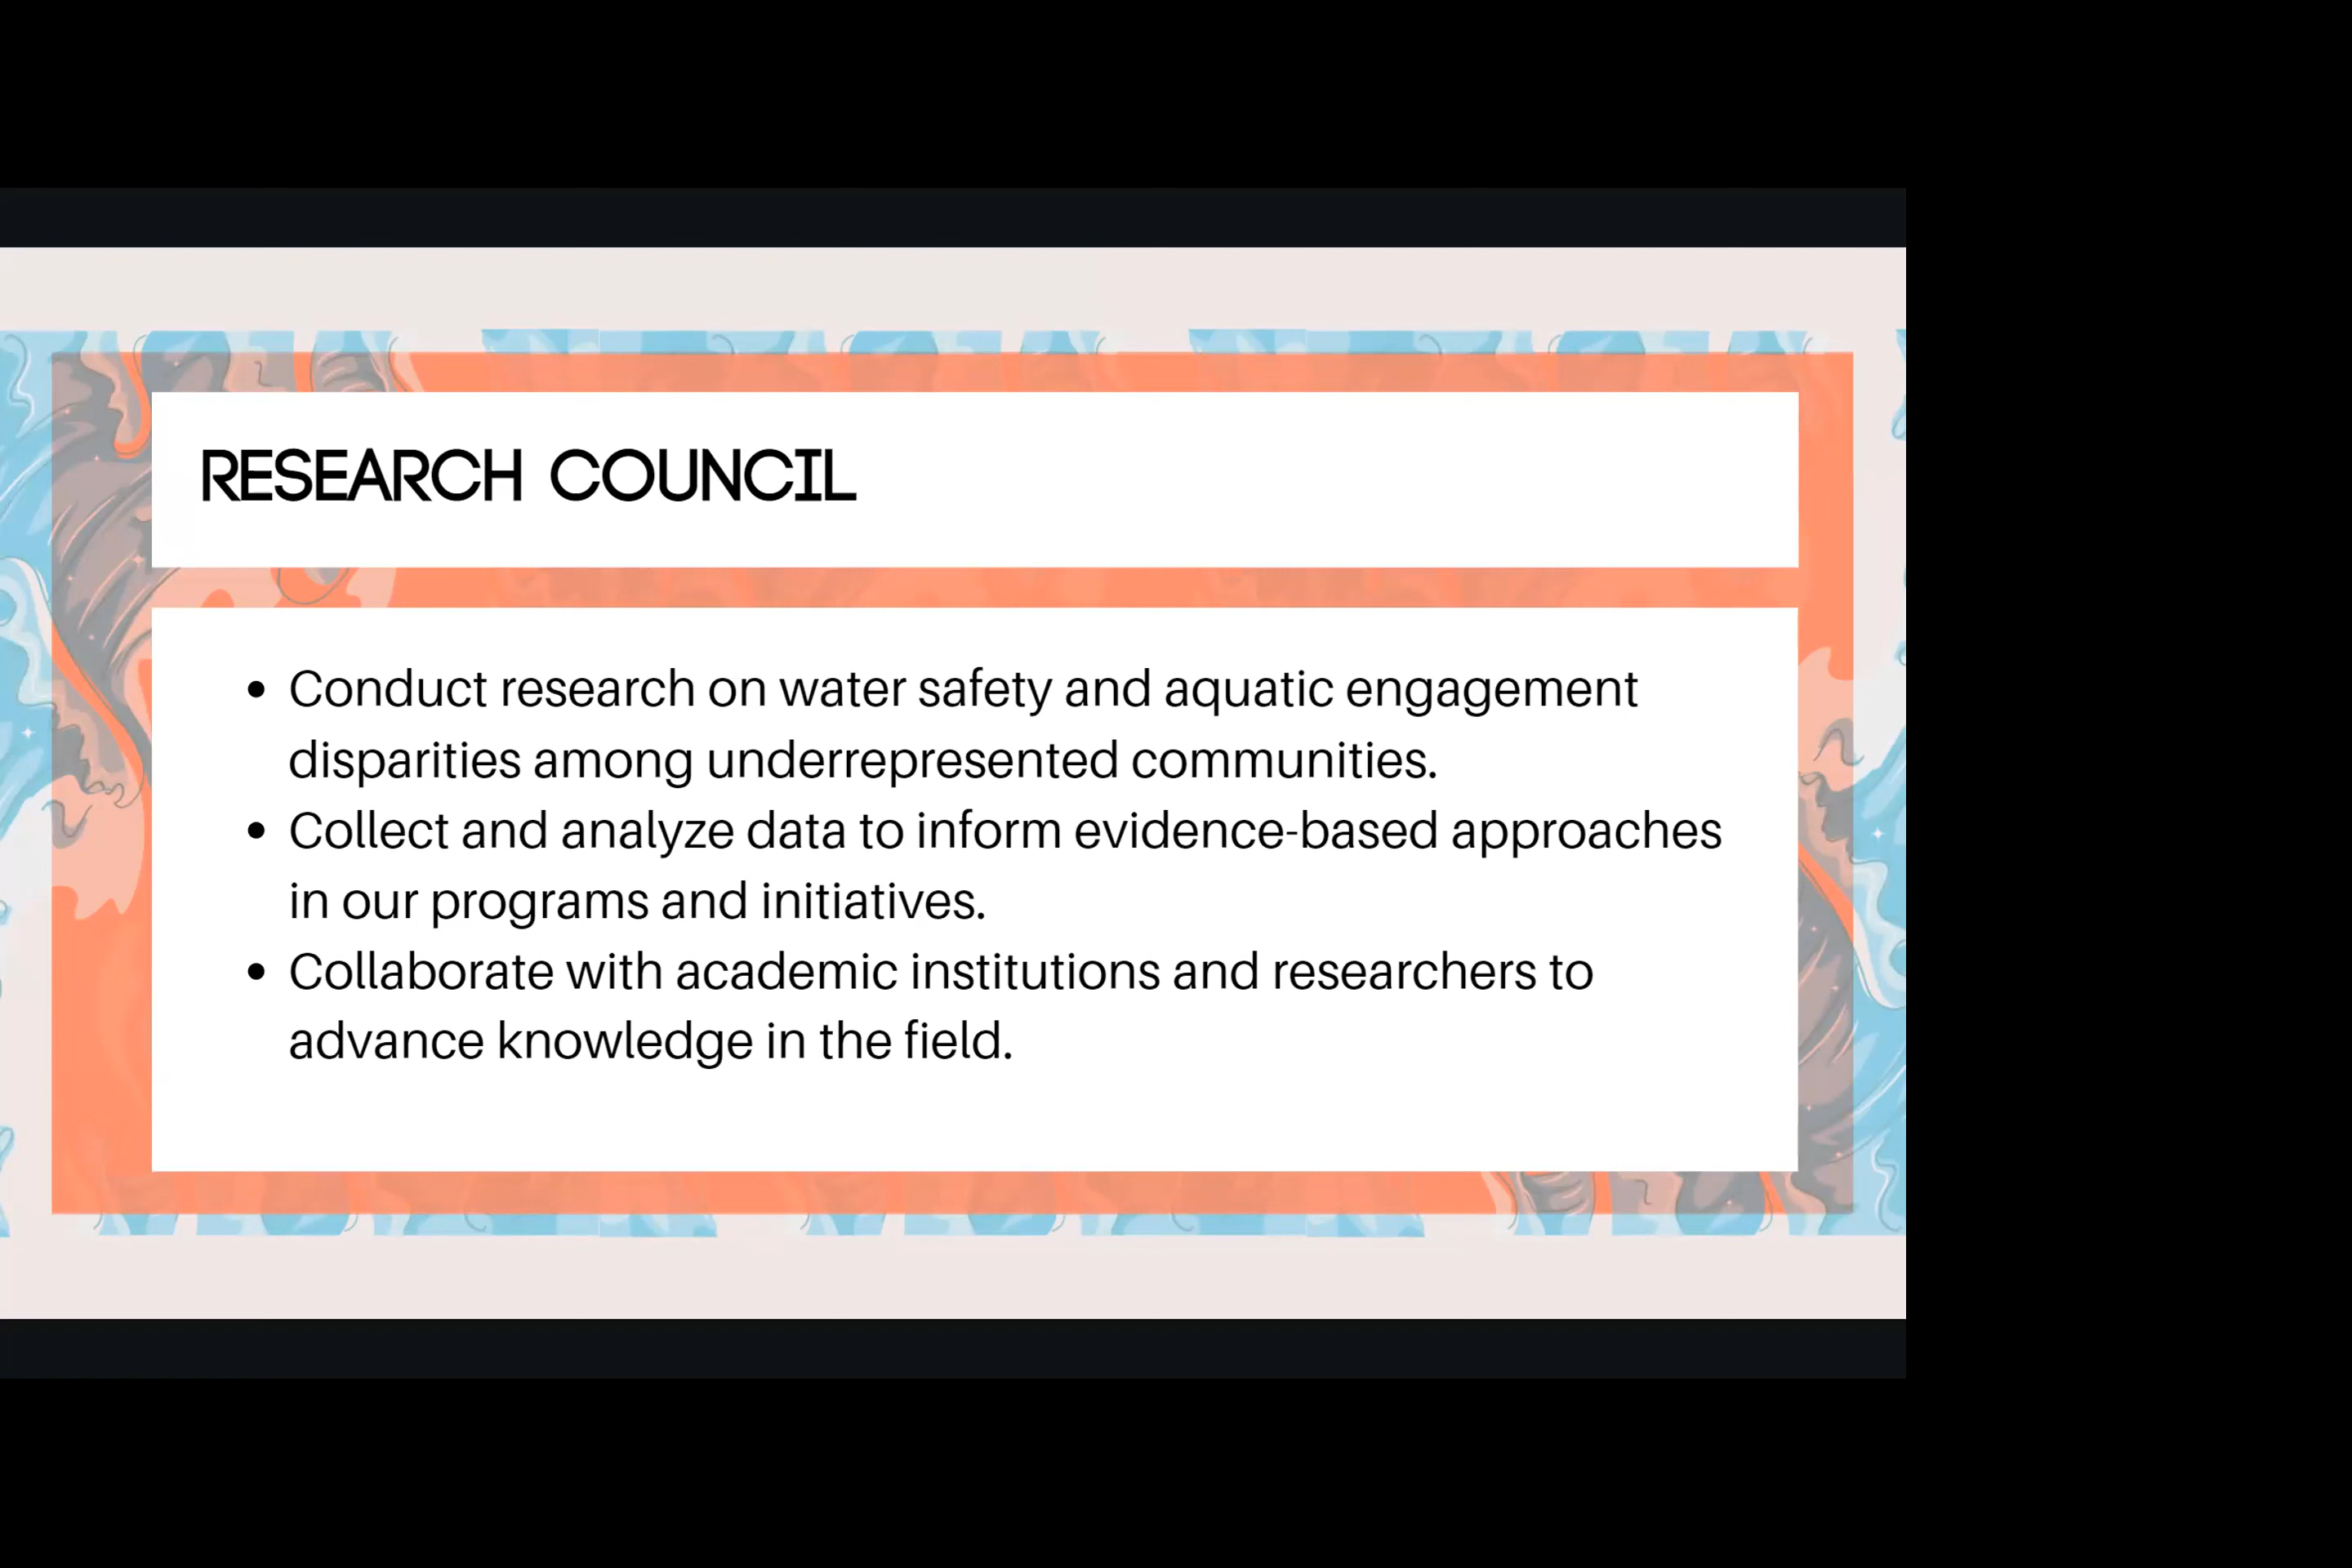 RESEARCH COUNCIL
• Conduct research on water safety and aquatic engagement
disparities among underrepresented communities.
• Collect and analyze data to inform evidence-based approaches
in our programs and initiatives.
• Collaborate with academic institutions and researchers to
advance knowledge in the field.